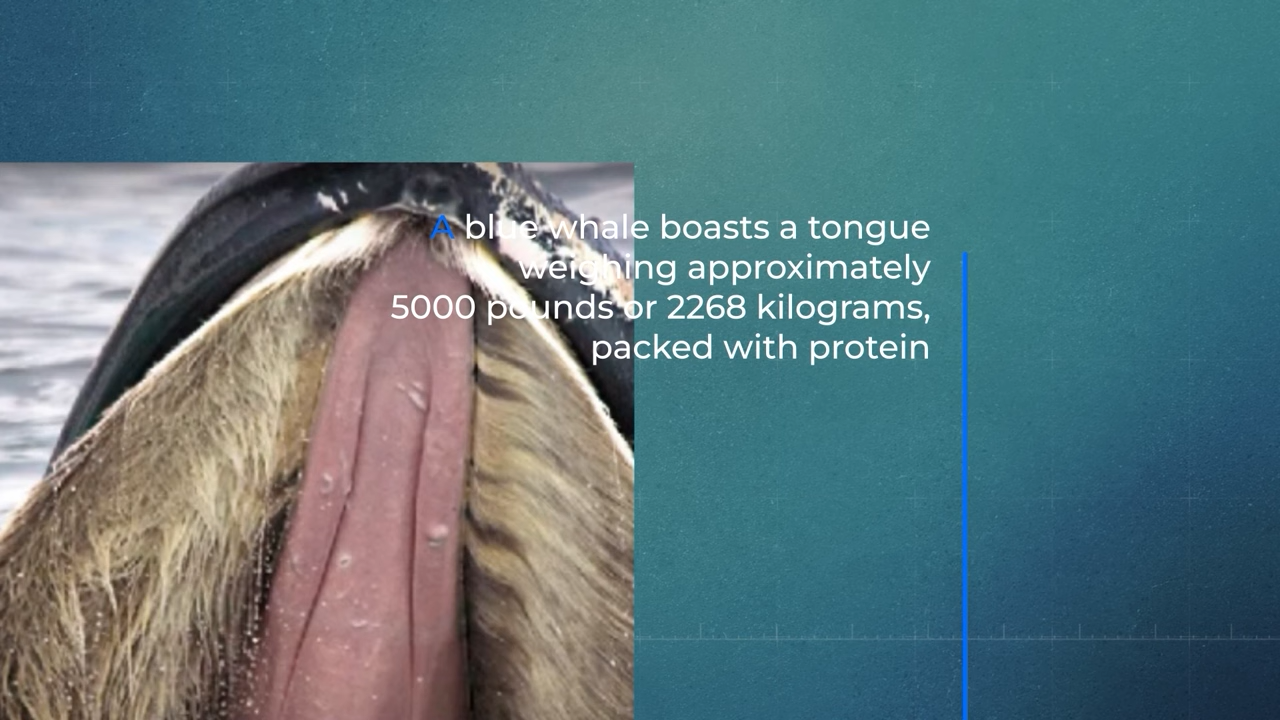 A blue whale boasts a tongue
weighing approximately
5000 pounds or 2268 kilograms,
packed with protein